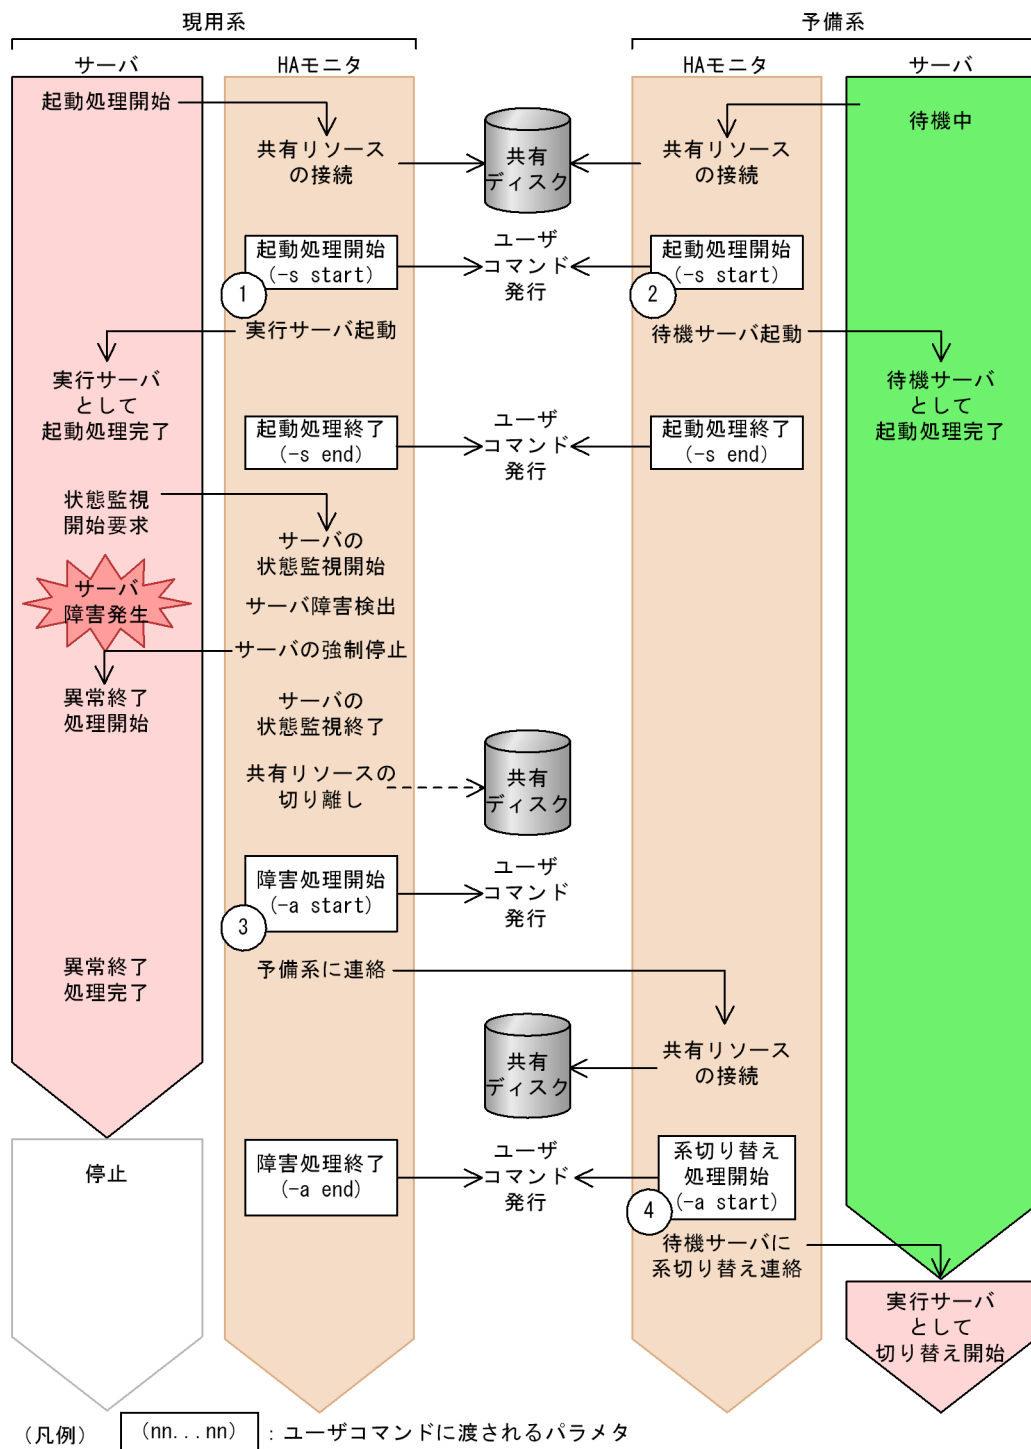 現用系
予備系
サーバ
HAモニタ
HAモニタ
サーバ
起動処理開始
待機中
共有リソース
の接続
共有
ディスク
共有リソース
の接続
起動処理開始
(-s start)
1
ユーザ
コマンド
発行
起動処理開始
(-s start)
2
実行サーバ起動
待機サーバ起動
実行サーバ
として
起動処理完了
待機サーバ
として
起動処理完了
起動処理終了
(-s end)
ユーザ
コマンド
発行
起動処理終了
(-s end)
状態監視
開始要求
サーバの
状態監視開始
サーバ
障害発生
サーバ障害検出
サーバの強制停止
異常終了
処理開始
サーバの
状態監視終了
共有リソースの
切り離し
共有
ディスク
障害処理開始
(-a start)
3
ユーザ
コマンド
発行
異常終了
処理完了
予備系に連絡
共有
ディスク
共有リソース
の接続
停止
障害処理終了
(-a end)
ユーザ
コマンド
発行
系切り替え
処理開始
(-a start)
4
待機サーバに
系切り替え連絡
実行サーバ
として
切り替え開始
(凡例) (nn...nn) : ユーザコマンドに渡されるパラメタ